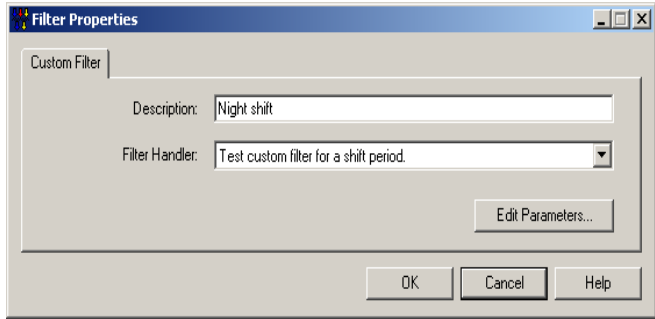 Filter Properties
Custom Filter
Description: Night shift
Filter Handler: Test custom filter for a shift period.
Edit Parameters...
OK Cancel Help